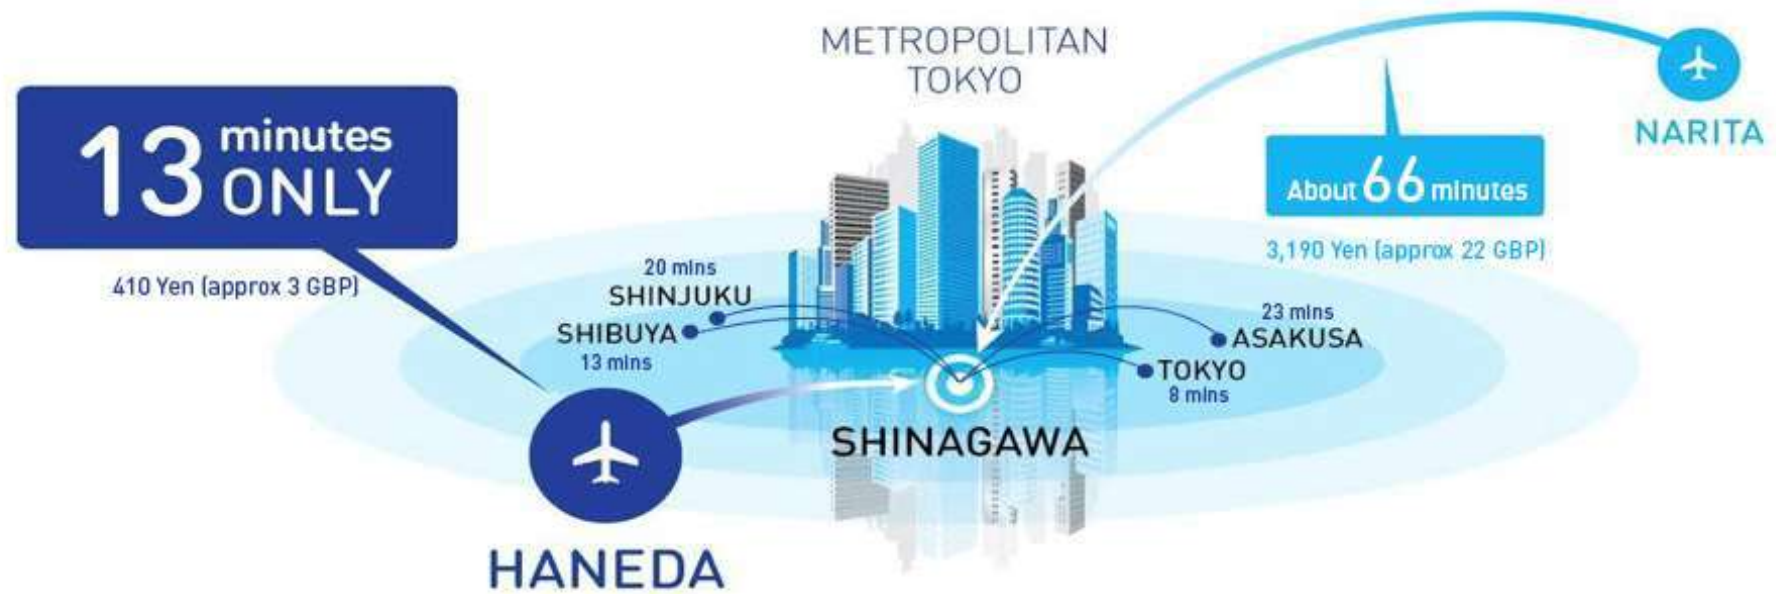 METROPOLITAN
TOKYO
13 minutes
ONLY
410 Yen (approx 3 GBP)
NARITA
About 66 minutes
3,190 Yen (approx 22 GBP)
20 mins
SHINJUKU
SHIBUYA
13 mins
23 mins
ASAKUSA
TOKYO
8 mins
SHINAGAWA
HANEDA